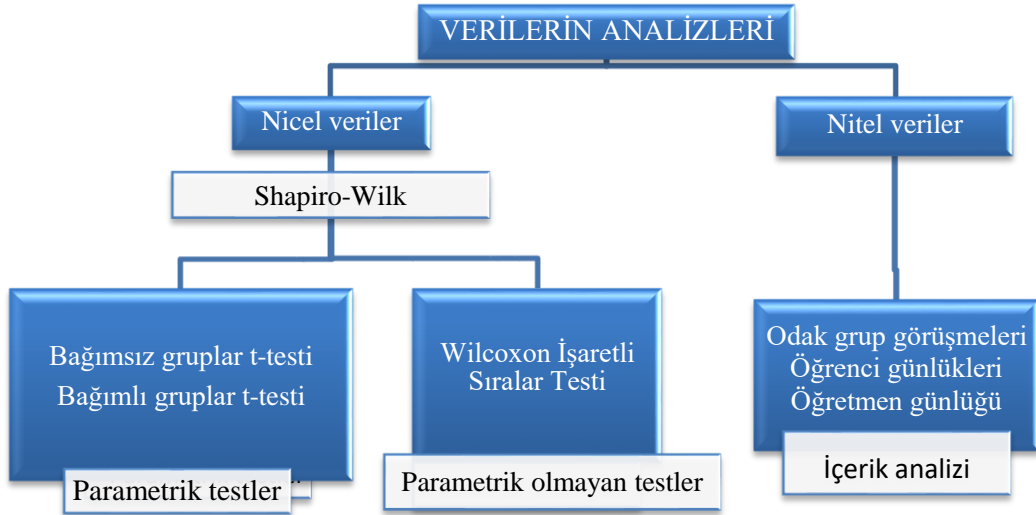 VERİLERİN ANALİZLERİ
Nicel veriler
Nitel veriler
Shapiro-Wilk
Bağımsız gruplar t-testi
Bağımlı gruplar t-testi
Parametrik testler
Wilcoxon İşaretli
Sıralar Testi
Parametrik olmayan testler
Odak grup görüşmeleri
Öğrenci günlükleri
Öğretmen günlüğü
İçerik analizi